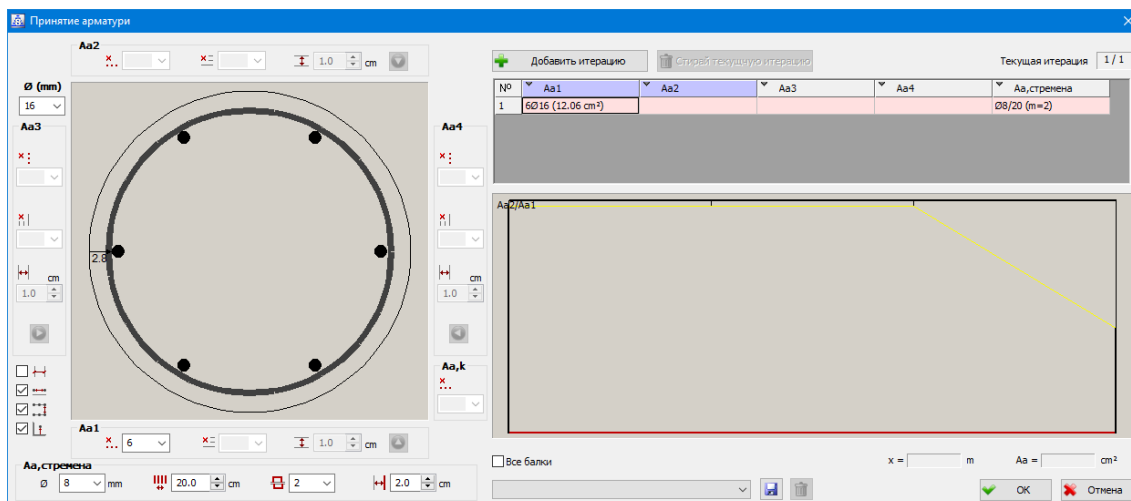 Принятие арматури
Aa2
1.0 cm
Ø (mm)
16
Aa3
cm
1.0
2.8
Aa4
cm
1.0
Aa,k
Aa1
6
1.0 cm
Aa,стремена
Ø 8 mm 20.0 cm 2 2.0 cm
Добавить итерацию Стирай текущую итерацию Текущая итерация 1 / 1
Nº Aa1 Aa2 Aa3 Aa4 Aa,стремена
1 6Ø16 (12.06 cm²) Ø8/20 (m=2)
Aa2/Aa1
Все балки x = m Aa = cm²
OK Отмена